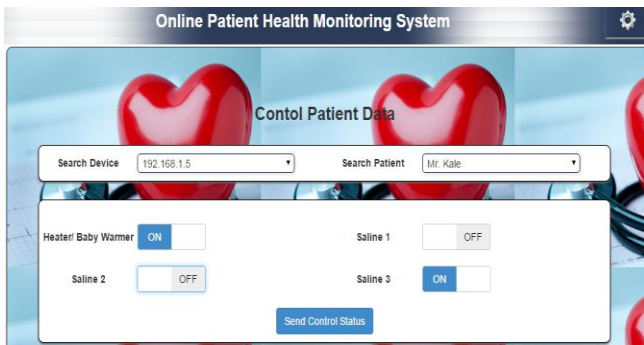 Online Patient Health Monitoring System
Contol Patient Data
Search Device 192.168.1.5 Search Patient Mr. Kale
Heater/ Baby Warmer ON Saline 1 OFF
Saline 2 OFF Saline 3 ON
Send Control Status